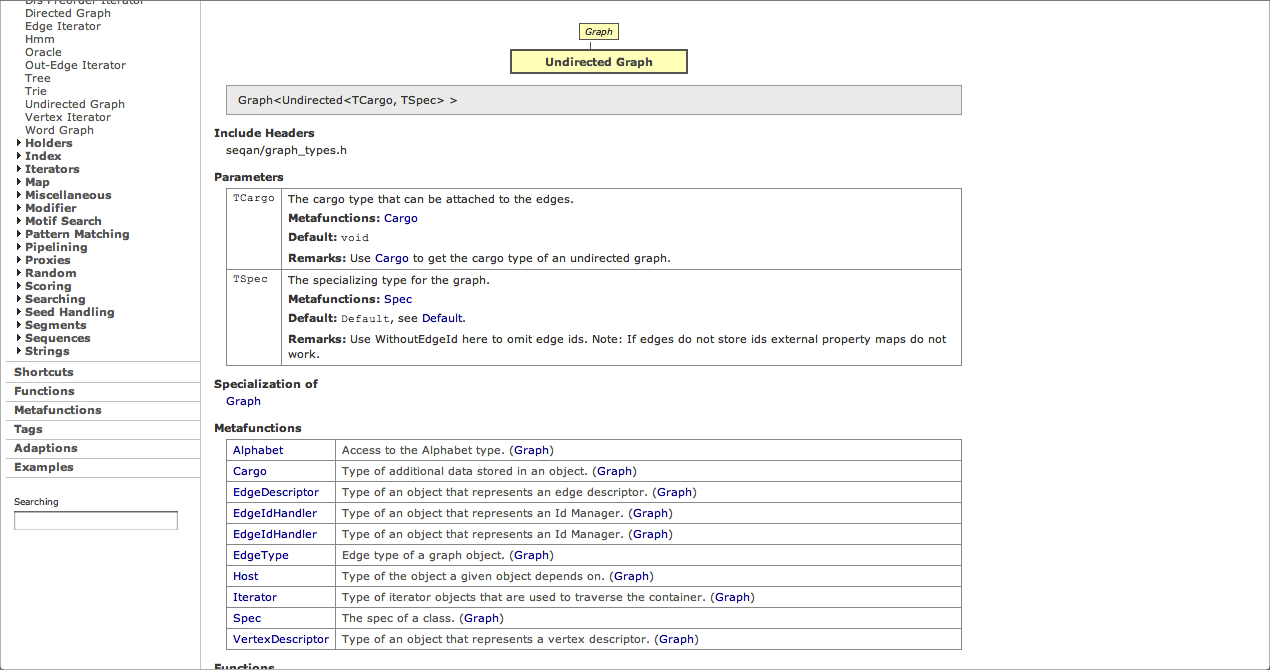 Dfs Preorder Iterator
Directed Graph
Edge Iterator
Hmm
Oracle
Out-Edge Iterator
Tree
Trie
Undirected Graph
Vertex Iterator
Word Graph
Holders
Index
Iterators
Map
Miscellaneous
Modifier
Motif Search
Pattern Matching
Pipelining
Proxies
Random
Scoring
Searching
Seed Handling
Segments
Sequences
Strings
Shortcuts
Functions
Metafunctions
Tags
Adaptions
Examples
Searching
Graph
Undirected Graph
Graph<Undirected<TCargo, TSpec> >
Include Headers
seqan/graph_types.h
Parameters
TCargo The cargo type that can be attached to the edges.
Metafunctions: Cargo
Default: void
Remarks: Use Cargo to get the cargo type of an undirected graph.
TSpec The specializing type for the graph.
Metafunctions: Spec
Default: Default, see Default.
Remarks: Use WithoutEdgeId here to omit edge ids. Note: If edges do not store ids external property maps do not
work.
Specialization of
Graph
Metafunctions
Alphabet Access to the Alphabet type. (Graph)
Cargo Type of additional data stored in an object. (Graph)
EdgeDescriptor Type of an object that represents an edge descriptor. (Graph)
EdgeIdHandler Type of an object that represents an Id Manager. (Graph)
EdgeIdHandler Type of an object that represents an Id Manager. (Graph)
EdgeType Edge type of a graph object. (Graph)
Host Type of the object a given object depends on. (Graph)
Iterator Type of iterator objects that are used to traverse the container. (Graph)
Spec The spec of a class. (Graph)
VertexDescriptor Type of an object that represents a vertex descriptor. (Graph)
Functions